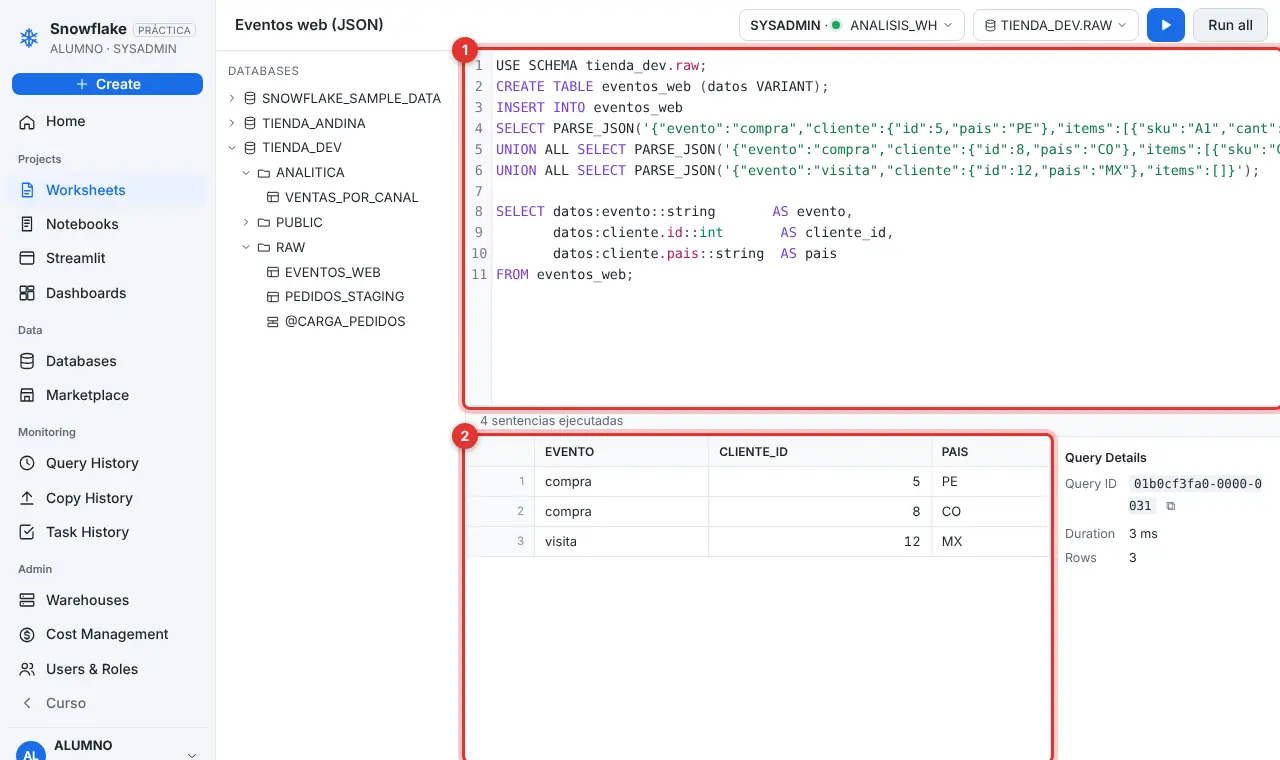 Snowflake PRÁCTICA
ALUMNO · SYSADMIN
+ Create
Home
Projects
Worksheets
Notebooks
Streamlit
Dashboards
Data
Databases
Marketplace
Monitoring
Query History
Copy History
Task History
Admin
Warehouses
Cost Management
Users & Roles
Curso
AL
ALUMNO
Eventos web (JSON)
SYSADMIN · ANALISIS_WH
TIENDA_DEV.RAW
Run all
DATABASES
SNOWFLAKE_SAMPLE_DATA
TIENDA_ANDINA
TIENDA_DEV
ANALITICA
VENTAS_POR_CANAL
PUBLIC
RAW
EVENTOS_WEB
PEDIDOS_STAGING
@CARGA_PEDIDOS
1
1 USE SCHEMA tienda_dev.raw;
2 CREATE TABLE eventos_web (datos VARIANT);
3 INSERT INTO eventos_web
4 SELECT PARSE_JSON('{"evento":"compra","cliente":{"id":5,"pais":"PE"},"items":[{"sku":"A1","cant":
5 UNION ALL SELECT PARSE_JSON('{"evento":"compra","cliente":{"id":8,"pais":"CO"},"items":[{"sku":"
6 UNION ALL SELECT PARSE_JSON('{"evento":"visita","cliente":{"id":12,"pais":"MX"},"items":[]}');
7
8 SELECT datos:evento::string AS evento,
9 datos:cliente.id::int AS cliente_id,
10 datos:cliente.pais::string AS pais
11 FROM eventos_web;
4 sentencias ejecutadas
2
EVENTO CLIENTE_ID PAIS
1 compra 5 PE
2 compra 8 CO
3 visita 12 MX
Query Details
Query ID 01b0cf3fa0-0000-0
031
Duration 3 ms
Rows 3